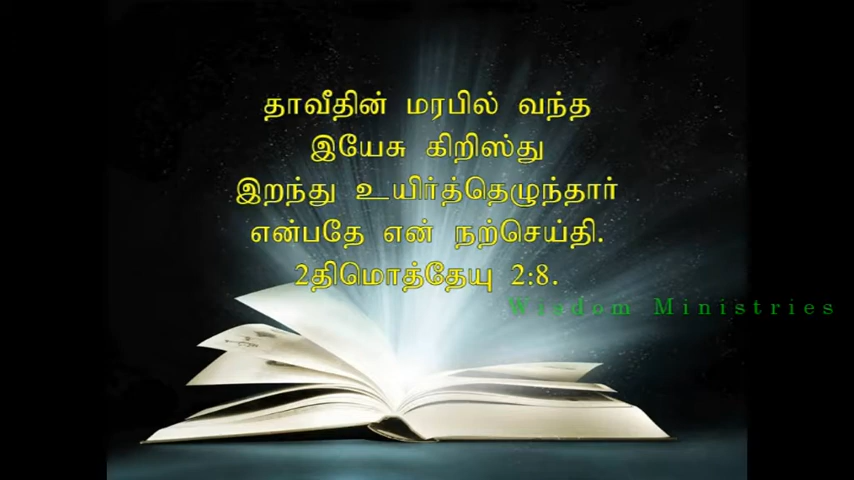 தாவீதின் மரபில் வந்த
இயேசு கிறிஸ்து
இறந்து உயிர்த்தெழுந்தார்
என்பதே என் நற்செய்தி.
2திமொத்தேயு 2:8.
Wisdom Ministries